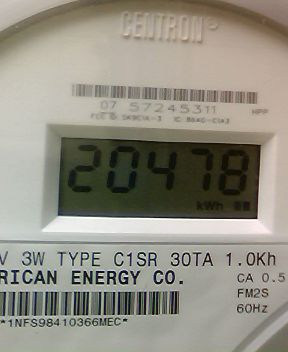 CENTRON®
07 57245311
HPP
20478
kWh
V 3W TYPE C1SR 30TA 1.0Kh
RICAN ENERGY CO.
CA 0.5
FM2S
60Hz
*1NFS98410366MEC*